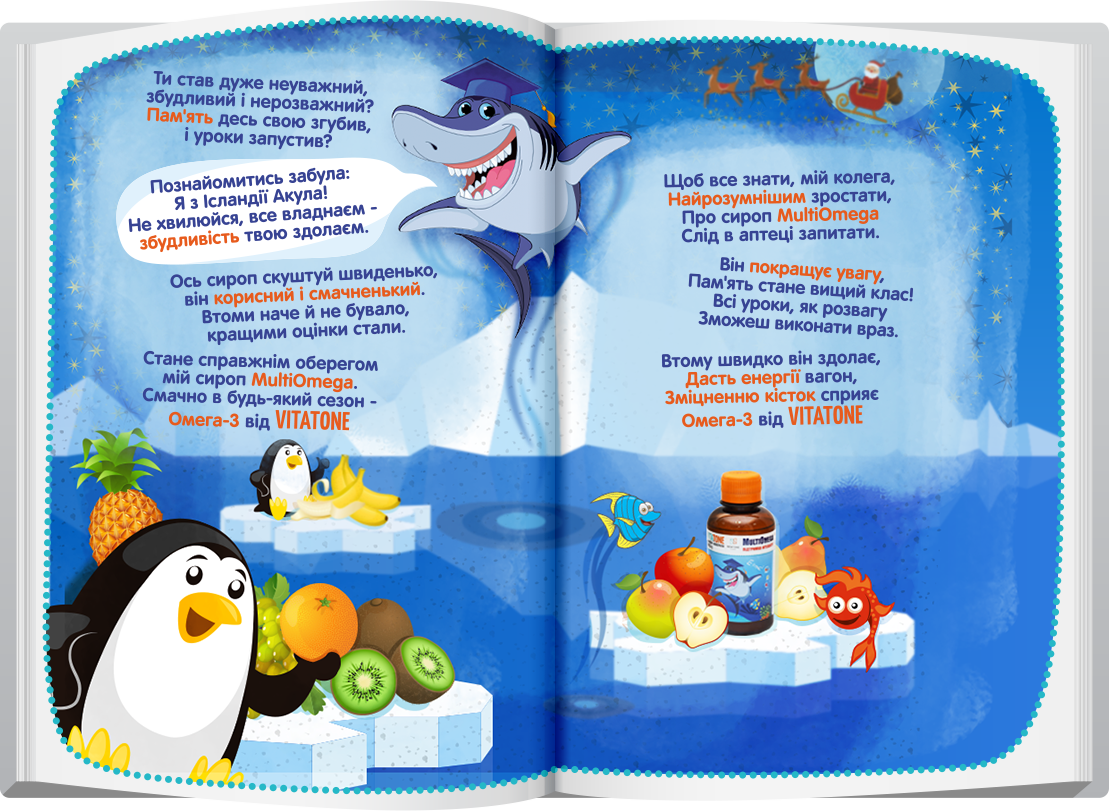 Ти став дуже неуважний,
збудливий і нерозважний?
Пам'ять десь свою згубив,
і уроки запустив?
Познайомитись забула:
Я з Ісландії Акула!
Не хвилюйся, все владнаєм -
збудливість твою здолаєм.
Ось сироп скуштуй швиденько,
він корисний і смачненький.
Втоми наче й не бувало,
кращими оцінки стали.
Стане справжнім оберегом
мій сироп MultiOmega.
Смачно в будь-який сезон -
Омега-3 від VITATONE
Щоб все знати, мій колега,
Найрозумнішим зростати,
Про сироп MultiOmega
Слід в аптеці запитати.
Він покращує увагу,
Пам'ять стане вищий клас!
Всі уроки, як розвагу
Зможеш виконати враз.
Втому швидко він здолає,
Дасть енергії вагон,
Зміцненню кісток сприяє
Омега-3 від VITATONE
MULTIOMEGA